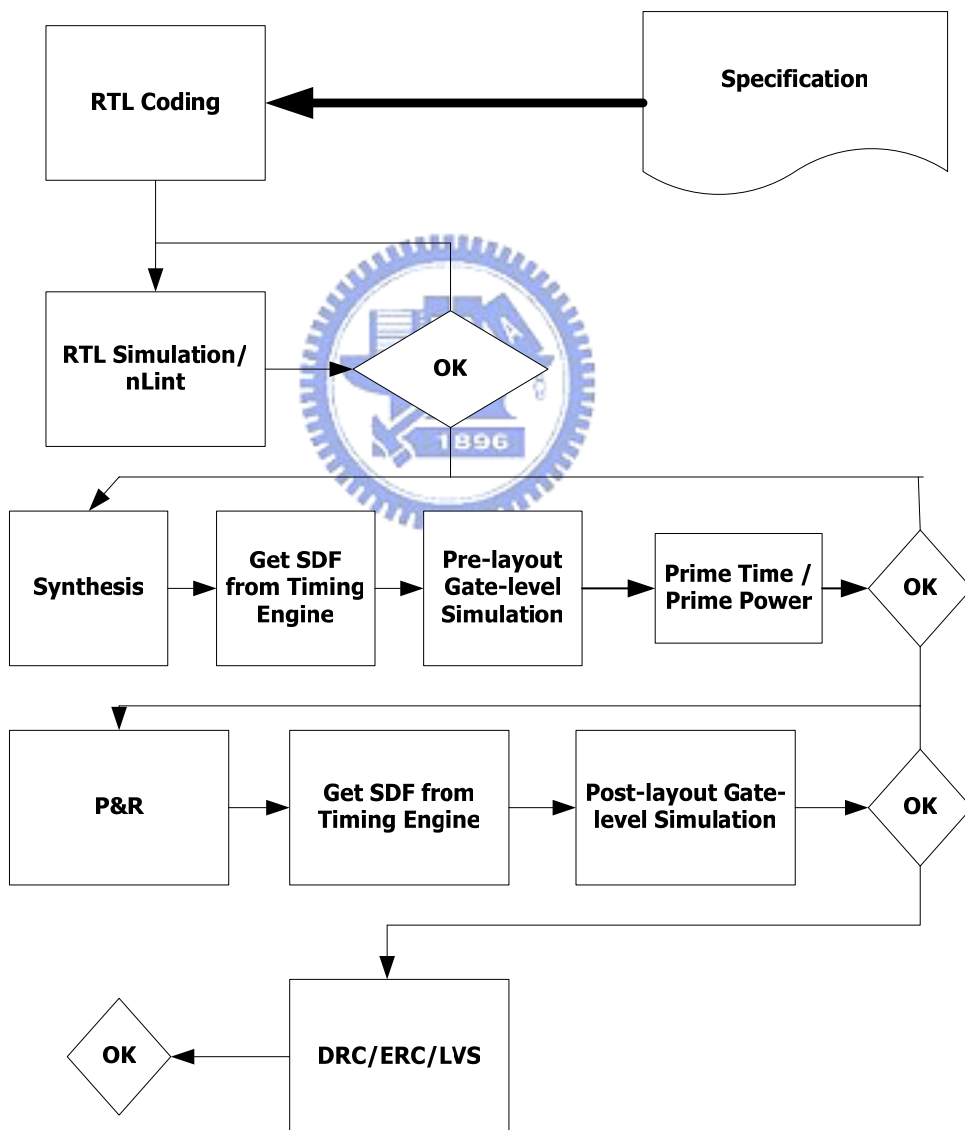 Specification
RTL Coding
RTL Simulation/
nLint
OK
1896
Synthesis
Get SDF
from Timing
Engine
Pre-layout
Gate-level
Simulation
Prime Time /
Prime Power
OK
P&R
Get SDF from
Timing Engine
Post-layout Gate-
level Simulation
OK
DRC/ERC/LVS
OK